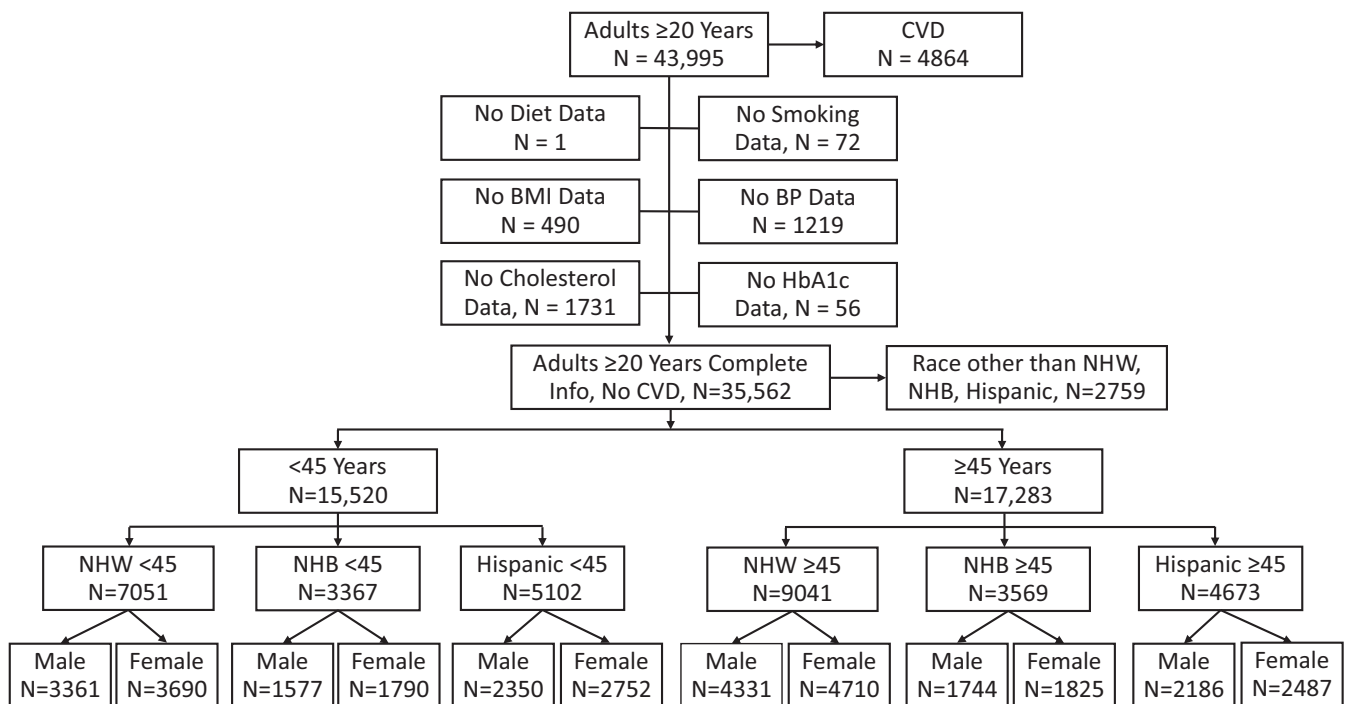 Adults ≥20 Years
N = 43,995
CVD
N = 4864
No Diet Data
N = 1
No Smoking
Data, N = 72
No BMI Data
N = 490
No BP Data
N = 1219
No Cholesterol
Data, N = 1731
No HbA1c
Data, N = 56
Adults ≥20 Years Complete
Info, No CVD, N=35,562
Race other than NHW,
NHB, Hispanic, N=2759
<45 Years
N=15,520
≥45 Years
N=17,283
NHW <45
N=7051
NHB <45
N=3367
Hispanic <45
N=5102
NHW ≥45
N=9041
NHB ≥45
N=3569
Hispanic ≥45
N=4673
Male
N=3361
Female
N=3690
Male
N=1577
Female
N=1790
Male
N=2350
Female
N=2752
Male
N=4331
Female
N=4710
Male
N=1744
Female
N=1825
Male
N=2186
Female
N=2487